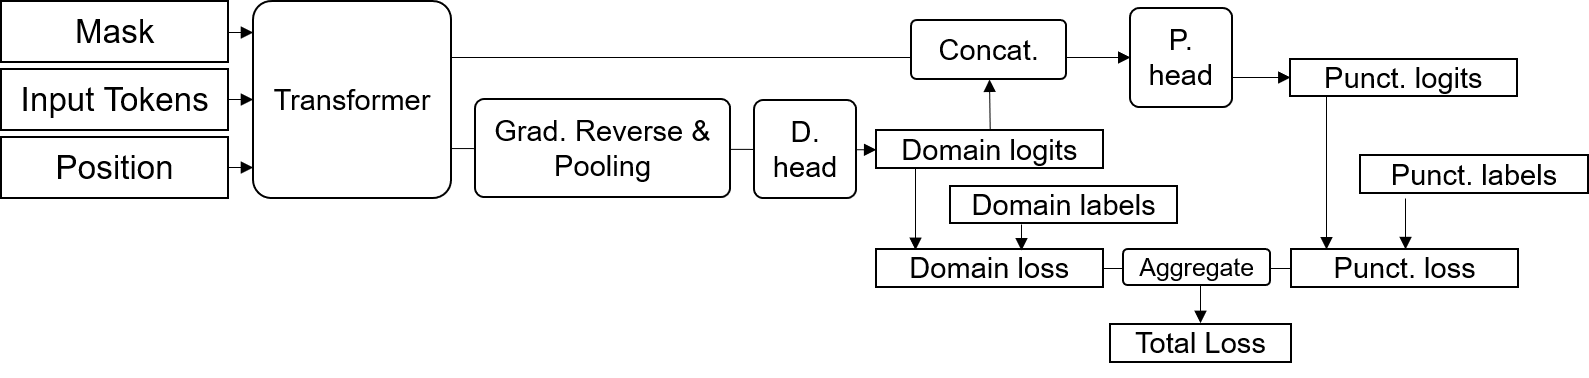 Mask
Input Tokens
Position
Transformer
Grad. Reverse &
Pooling
D.
head
Concat.
Domain logits
Domain labels
Domain loss
P.
head
Punct. logits
Punct. labels
Punct. loss
Aggregate
Total Loss